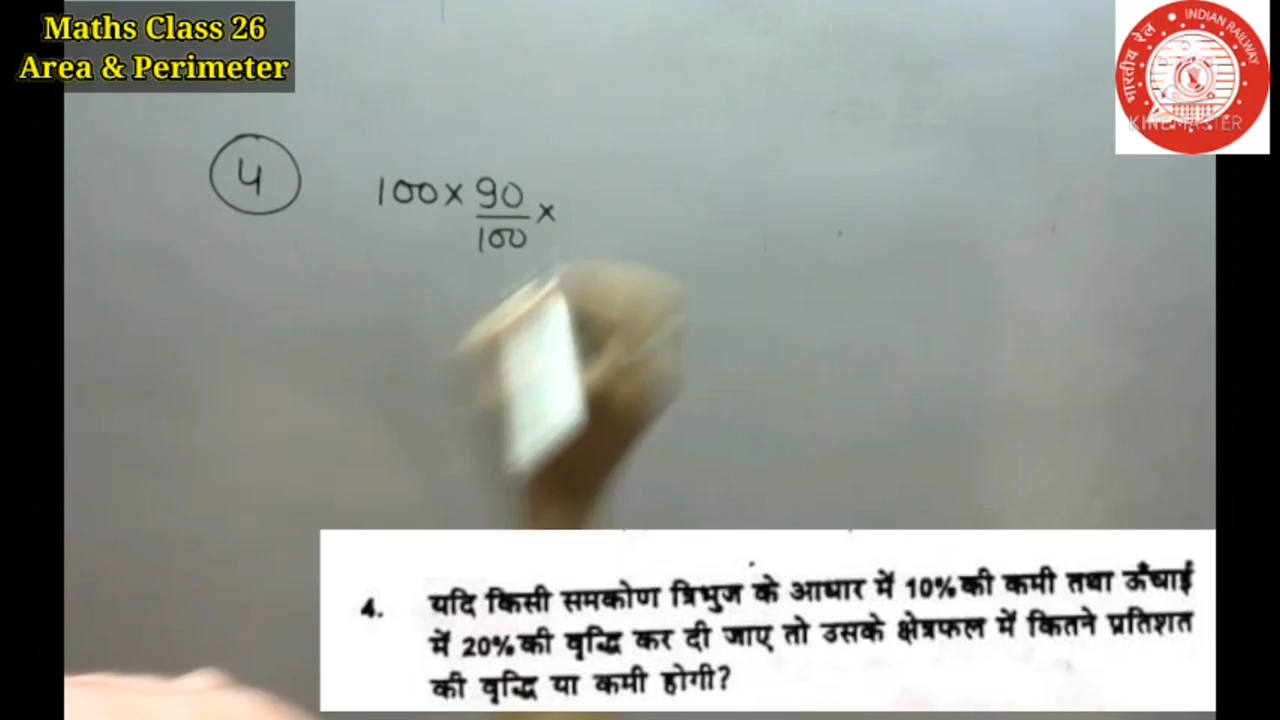 Maths Class 26
Area & Perimeter
भारतीय रेल
INDIAN RAILWAY
KINEMASTER
4
100 × 90/100 ×
4. यदि किसी समकोण त्रिभुज के आधार में 10% की कमी तथा ऊँचाई
में 20% की वृद्धि कर दी जाए तो उसके क्षेत्रफल में कितने प्रतिशत
की वृद्धि या कमी होगी?